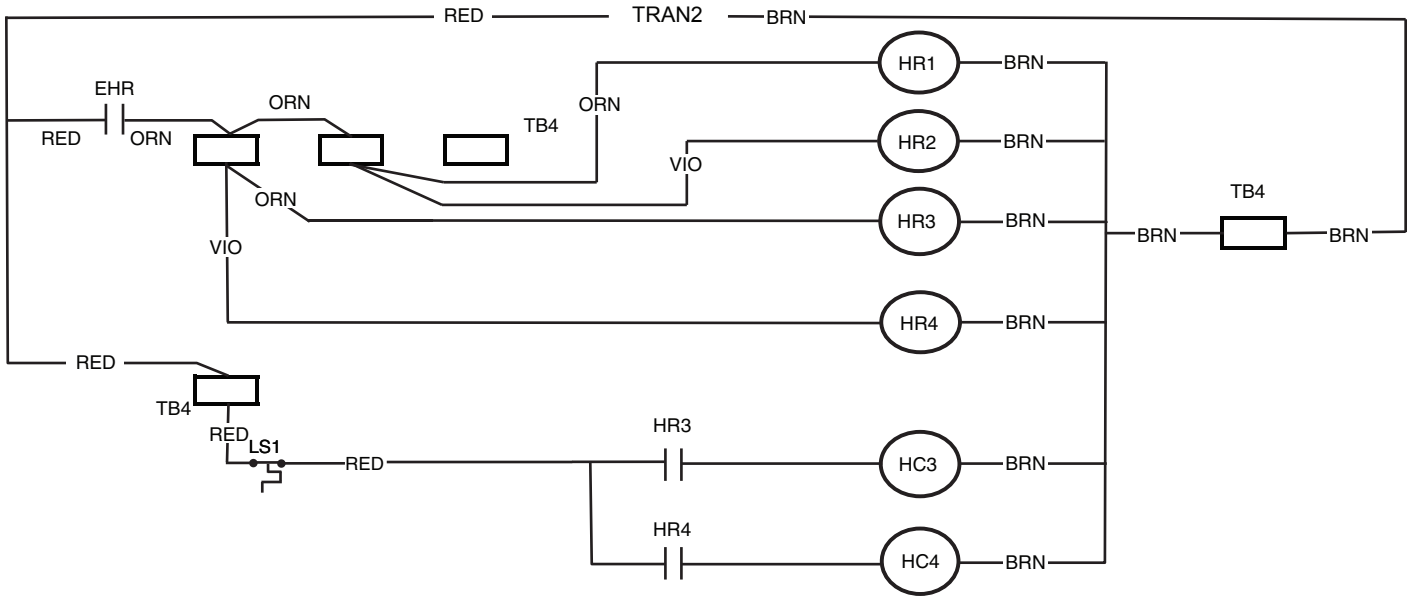 RED TRAN2 BRN
HR1 BRN
EHR
ORN
ORN
TB4
RED ORN
HR2 BRN
VIO
TB4
ORN
HR3 BRN
BRN BRN
VIO
HR4 BRN
RED
TB4
HR3
RED
LS1
RED
HC3 BRN
HR4
HC4 BRN